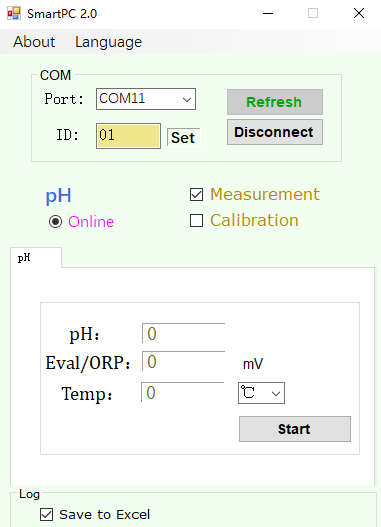 SmartPC 2.0
About Language
COM
Port: COM11
Refresh
ID: 01 Set
Disconnect
pH
Measurement
Online
Calibration
pH
pH: 0
Eval/ORP: 0 mV
Temp: 0 ℃
Start
Log
Save to Excel